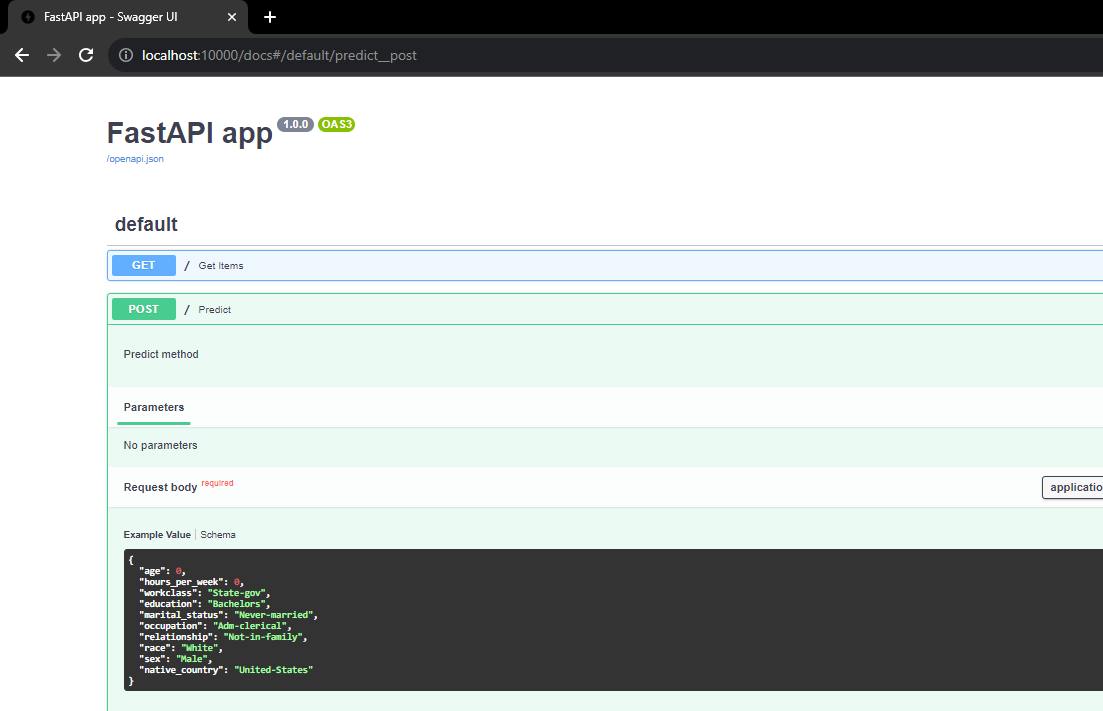 FastAPI app - Swagger UI
localhost:10000/docs#/default/predict__post
FastAPI app 1.0.0 OAS3
/openapi.json
default
GET / Get Items
POST / Predict
Predict method
Parameters
No parameters
Request body required
applicatio
Example Value Schema
{
"age": 0,
"hours_per_week": 0,
"workclass": "State-gov",
"education": "Bachelors",
"marital_status": "Never-married",
"occupation": "Adm-clerical",
"relationship": "Not-in-family",
"race": "White",
"sex": "Male",
"native_country": "United-States"
}